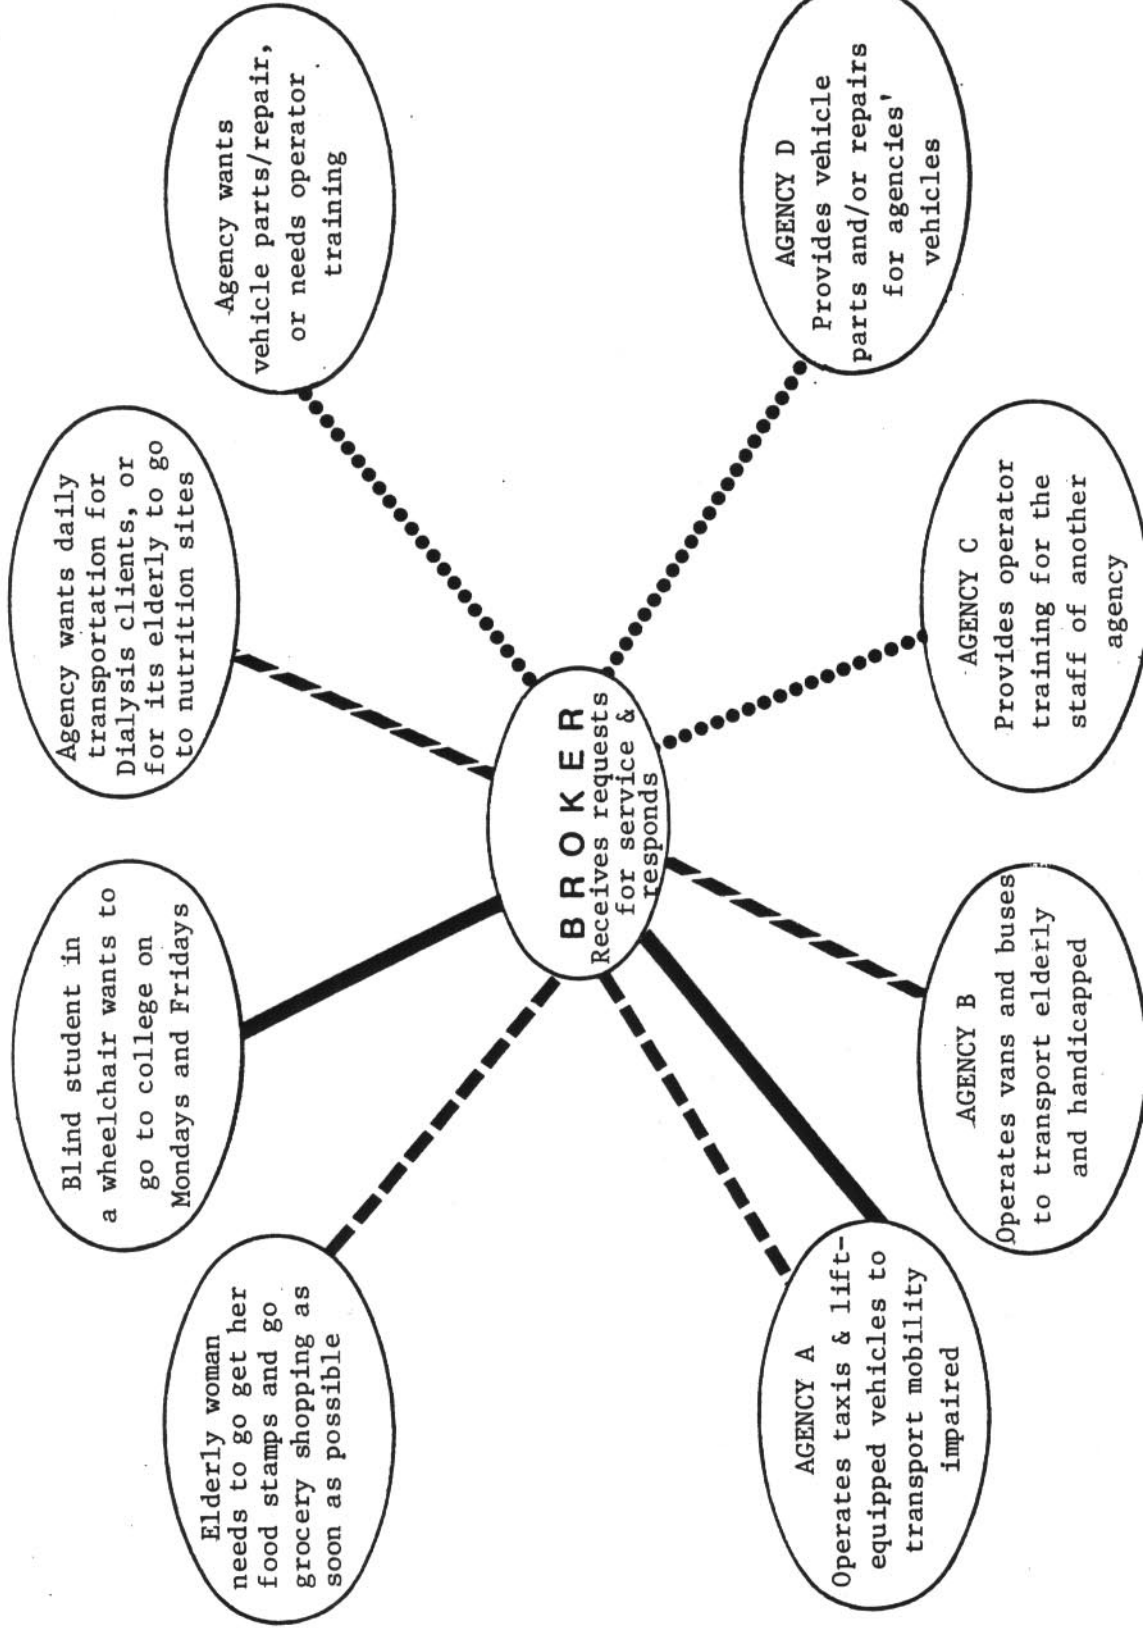 Elderly woman
needs to go get her
food stamps and go
grocery shopping as
soon as possible
Blind student in
a wheelchair wants to
go to college on
Mondays and Fridays
Agency wants daily
transportation for
Dialysis clients, or
for its elderly to go
to nutrition sites
Agency wants
vehicle parts/repair,
or needs operator
training
BROKER
Receives requests
for service &
responds
AGENCY A
Operates taxis & lift-
equipped vehicles to
transport mobility
impaired
AGENCY B
Operates vans and buses
to transport elderly
and handicapped
AGENCY C
Provides operator
training for the
staff of another
agency
AGENCY D
Provides vehicle
parts and/or repairs
for agencies'
vehicles